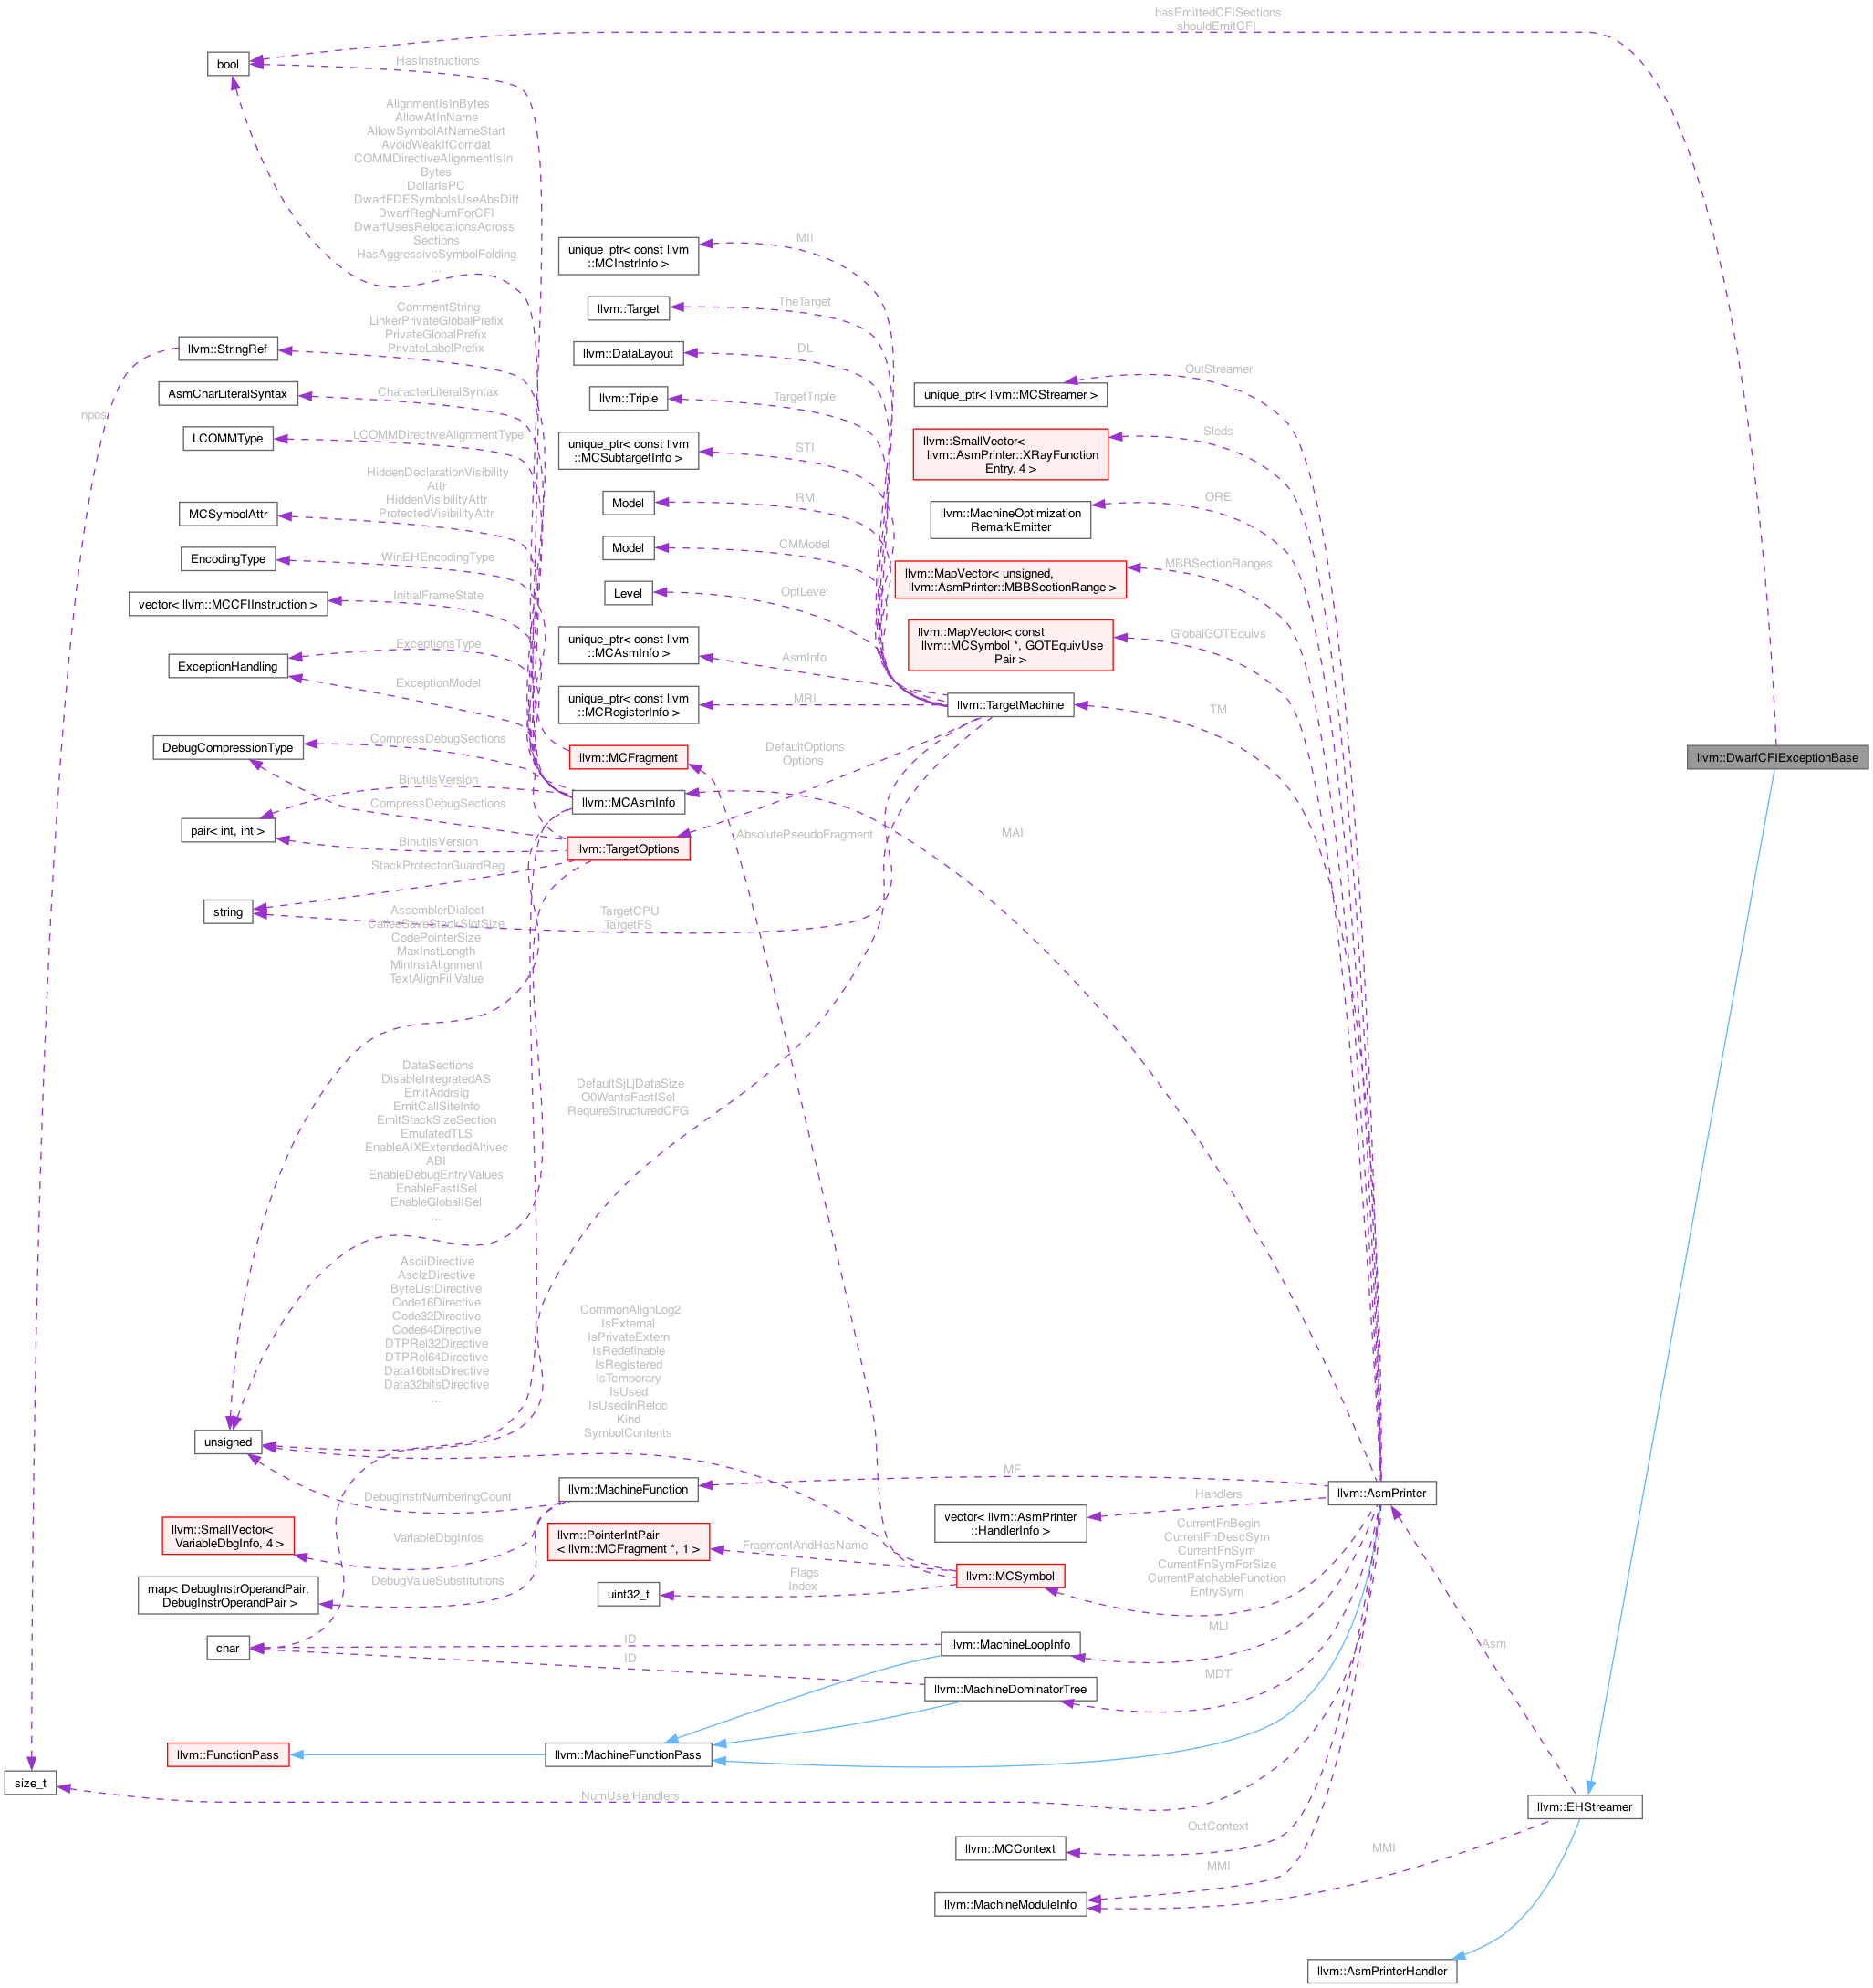 hasEmittedCFISections
shouldEmitCFI
bool
HasInstructions
AlignmentIsInBytes
AllowAtInName
AllowSymbolAtNameStart
AvoidWeakIfComdat
COMMDirectiveAlignmentIsIn
Bytes
DollarIsPC
DwarfFDESymbolsUseAbsDiff
DwarfRegNumForCFI
DwarfUsesRelocationsAcross
Sections
HasAggressiveSymbolFolding
...
unique_ptr< const llvm
::MCInstrInfo >
MII
llvm::Target
TheTarget
CommentString
LinkerPrivateGlobalPrefix
PrivateGlobalPrefix
PrivateLabelPrefix
llvm::StringRef
llvm::DataLayout
DL
OutStreamer
AsmCharLiteralSyntax
CharacterLiteralSyntax
llvm::Triple
TargetTriple
unique_ptr< llvm::MCStreamer >
npos
LCOMMType
LCOMMDirectiveAlignmentType
unique_ptr< const llvm
::MCSubtargetInfo >
STI
llvm::SmallVector<
llvm::AsmPrinter::XRayFunction
Entry, 4 >
Sleds
HiddenDeclarationVisibility
Attr
HiddenVisibilityAttr
ProtectedVisibilityAttr
MCSymbolAttr
Model
RM
llvm::MachineOptimization
RemarkEmitter
ORE
EncodingType
WinEHEncodingType
Model
CMModel
llvm::MapVector< unsigned,
llvm::AsmPrinter::MBBSectionRange >
MBBSectionRanges
vector< llvm::MCCFIInstruction >
InitialFrameState
Level
OptLevel
llvm::MapVector< const
llvm::MCSymbol *, GOTEquivUse
Pair >
GlobalGOTEquivs
ExceptionHandling
ExceptionsType
ExceptionModel
unique_ptr< const llvm
::MCAsmInfo >
AsmInfo
unique_ptr< const llvm
::MCRegisterInfo >
MRI
llvm::TargetMachine
TM
DebugCompressionType
CompressDebugSections
llvm::MCFragment
DefaultOptions
Options
llvm::DwarfCFIExceptionBase
BinutilsVersion
llvm::MCAsmInfo
CompressDebugSections
pair< int, int >
BinutilsVersion
llvm::TargetOptions
AbsolutePseudoFragment
MAI
StackProtectorGuardReg
string
AssemblerDialect
CalleeSaveStackSlotSize
CodePointerSize
MaxInstLength
MinInstAlignment
TextAlignFillValue
TargetCPU
TargetFS
DataSections
DisableIntegratedAS
EmitAddrsig
EmitCallSiteInfo
EmitStackSizeSection
EmulatedTLS
EnableAIXExtendedAltivec
ABI
EnableDebugEntryValues
EnableFastISel
EnableGlobalISel
...
DefaultSjLjDataSize
O0WantsFastISel
RequireStructuredCFG
AsciiDirective
AscizDirective
ByteListDirective
Code16Directive
Code32Directive
Code64Directive
DTPRel32Directive
DTPRel64Directive
Data16bitsDirective
Data32bitsDirective
...
CommonAlignLog2
IsExternal
IsPrivateExtern
IsRedefinable
IsRegistered
IsTemporary
IsUsed
IsUsedInReloc
Kind
SymbolContents
...
unsigned
DebugInstrNumberingCount
llvm::MachineFunction
MF
llvm::AsmPrinter
Handlers
vector< llvm::AsmPrinter
::HandlerInfo >
llvm::SmallVector<
VariableDbgInfo, 4 >
VariableDbgInfos
llvm::PointerIntPair
< llvm::MCFragment *, 1 >
FragmentAndHasName
CurrentFnBegin
CurrentFnDescSym
CurrentFnSym
CurrentFnSymForSize
CurrentPatchableFunction
EntrySym
llvm::MCSymbol
map< DebugInstrOperandPair,
DebugInstrOperandPair >
DebugValueSubstitutions
uint32_t
Flags
Index
char
ID
ID
llvm::MachineLoopInfo
MLI
Asm
llvm::MachineDominatorTree
MDT
llvm::FunctionPass
llvm::MachineFunctionPass
size_t
NumUserHandlers
llvm::EHStreamer
OutContext
llvm::MCContext
MMI
MMI
llvm::MachineModuleInfo
llvm::AsmPrinterHandler